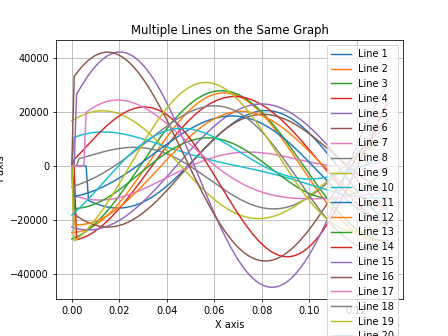 Multiple Lines on the Same Graph
40000
20000
0
−20000
−40000
axis
0.00
0.02
0.04
0.06
0.08
0.10
X axis
Line 1
Line 2
Line 3
Line 4
Line 5
Line 6
Line 7
Line 8
Line 9
Line 10
Line 11
Line 12
Line 13
Line 14
Line 15
Line 16
Line 17
Line 18
Line 19
Line 20